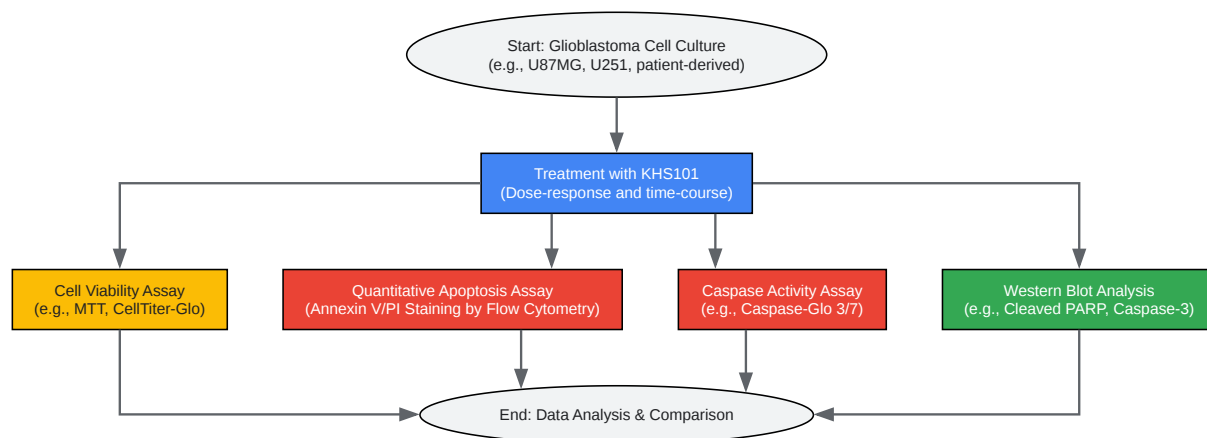 Start: Glioblastoma Cell Culture
(e.g., U87MG, U251, patient-derived)
Treatment with KHS101
(Dose-response and time-course)
Cell Viability Assay
(e.g., MTT, CellTiter-Glo)
Quantitative Apoptosis Assay
(Annexin V/PI Staining by Flow Cytometry)
Caspase Activity Assay
(e.g., Caspase-Glo 3/7)
Western Blot Analysis
(e.g., Cleaved PARP, Caspase-3)
End: Data Analysis & Comparison